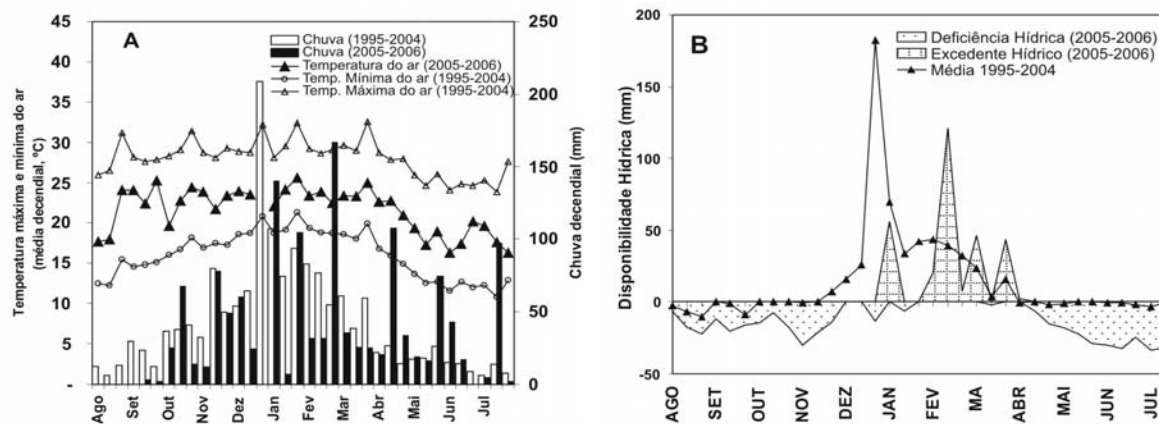 A
Chuva (1995-2004)
Chuva (2005-2006)
Temperatura do ar (2005-2006)
Temp. Mínima do ar (1995-2004)
Temp. Máxima do ar (1995-2004)
Temperatura máxima e mínima do ar
(média decendial, ºC)
45
40
35
30
25
20
15
10
5
-
Chuva decendial (mm)
250
200
150
100
50
0
Ago
Set
Out
Nov
Dez
Jan
Fev
Mar
Abr
Mai
Jun
Jul
B
Deficiência Hídrica (2005-2006)
Excedente Hídrico (2005-2006)
Média 1995-2004
Disponibilidade Hídrica (mm)
200
150
100
50
0
-50
AGO
SET
OUT
NOV
DEZ
JAN
FEV
MA
ABR
MAI
JUN
JUL